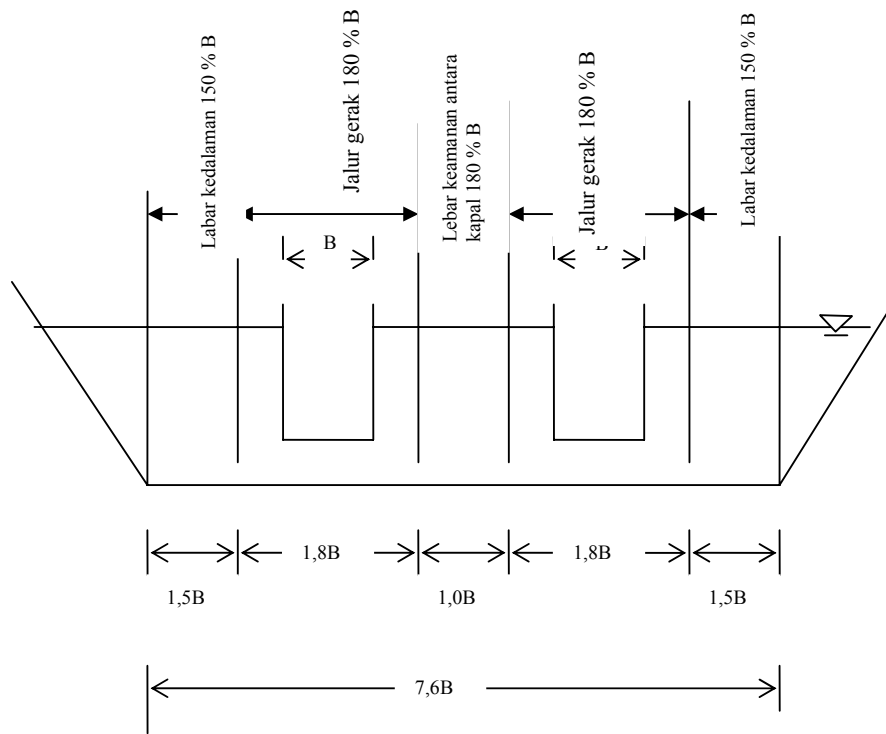 Labar kedalaman 150 % B
Jalur gerak 180 % B
Lebar keamanan antara
kapal 180 % B
Jalur gerak 180 % B
Labar kedalaman 150 % B
B
1,8B
1,8B
1,5B
1,0B
1,5B
7,6B